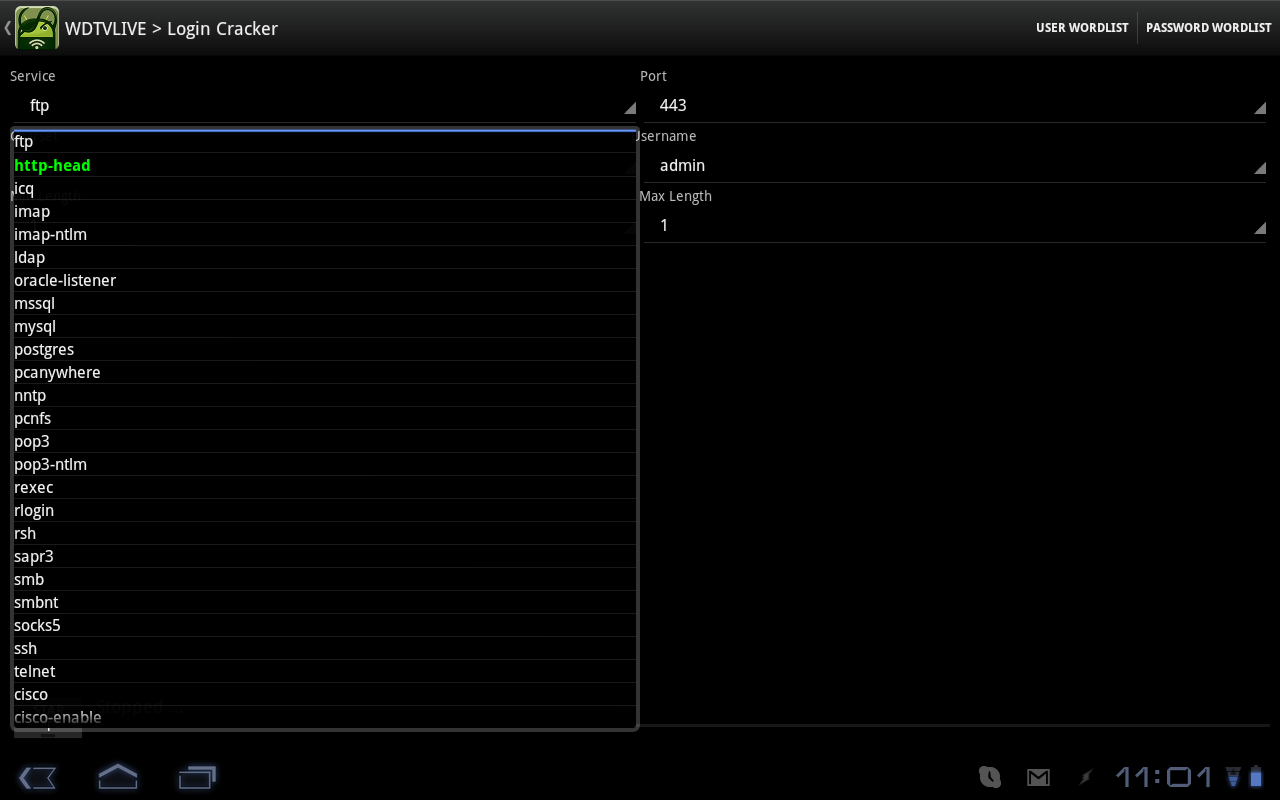 WDTVLIVE > Login Cracker
USER WORDLIST
PASSWORD WORDLIST
Service
Port
ftp
443
Username
admin
Max Length
1
ftp
http-head
icq
imap
imap-ntlm
ldap
oracle-listener
mssql
mysql
postgres
pcanywhere
nntp
pcnfs
pop3
pop3-ntlm
rexec
rlogin
rsh
sapr3
smb
smbnt
socks5
ssh
telnet
cisco
cisco-enable
11:01